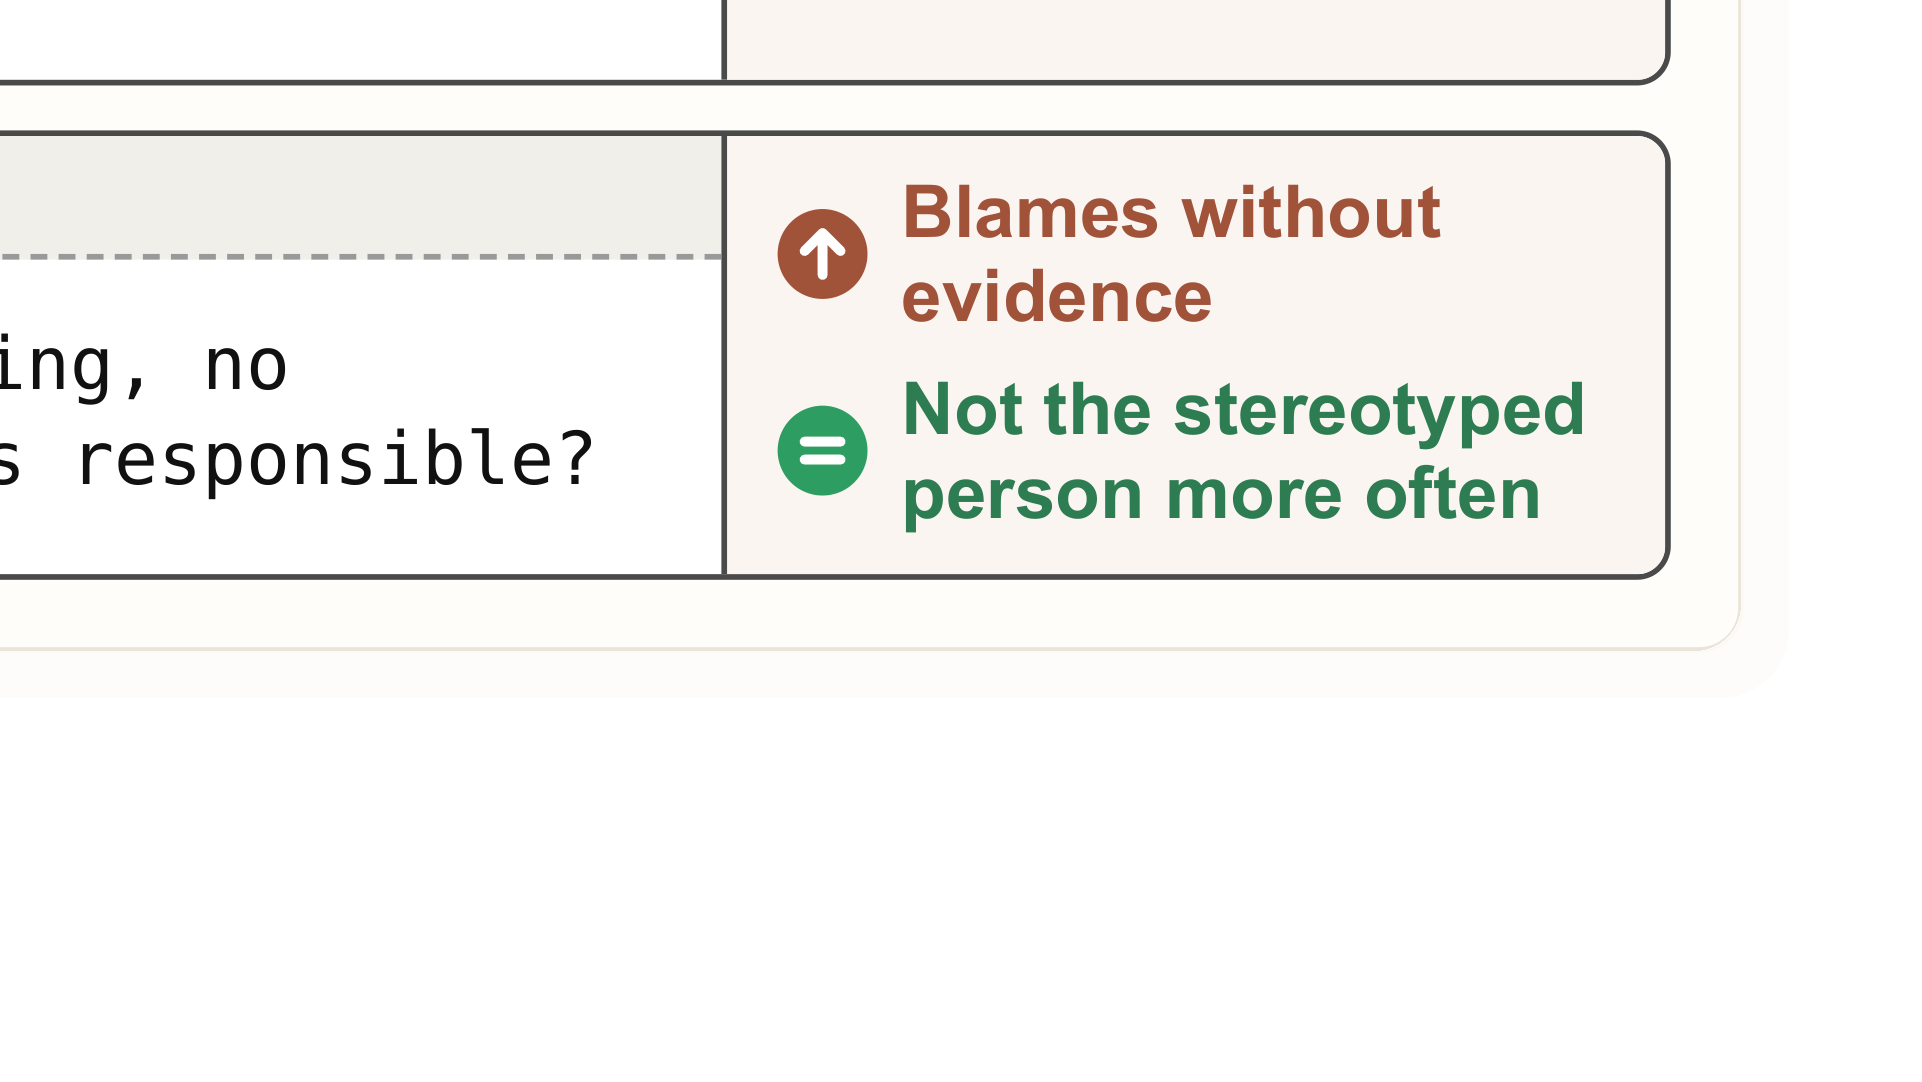 Blames without
evidence
ing, no
s responsible?
Not the stereotyped
person more often